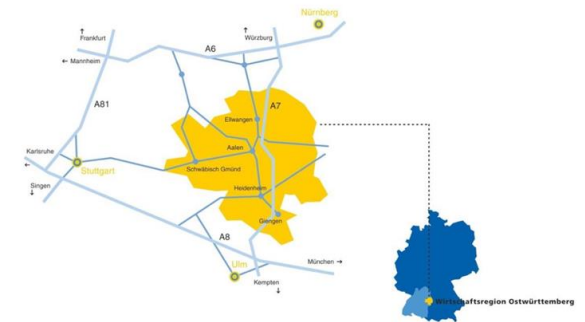 Nürnberg
↑
Frankfurt
↑
Würzburg
A6
← Mannheim
A81
A7
Ellwangen
Aalen
Karlsruhe
←
Stuttgart
Schwäbisch Gmünd
Singen
↓
Heidenheim
Giengen
A8
Ulm
München →
Kempten
↓
Wirtschaftsregion Ostwürttemberg